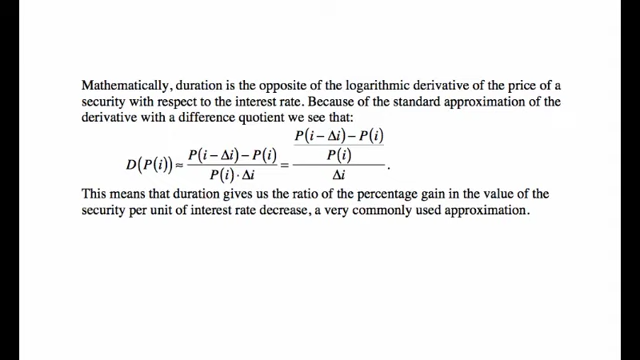 Mathematically, duration is the opposite of the logarithmic derivative of the price of a
security with respect to the interest rate. Because of the standard approximation of the
derivative with a difference quotient we see that:
D(P(i)) ≈ (P(i − Δi) − P(i)) / (P(i) · Δi) = ((P(i − Δi) − P(i)) / P(i)) / Δi .
This means that duration gives us the ratio of the percentage gain in the value of the
security per unit of interest rate decrease, a very commonly used approximation.